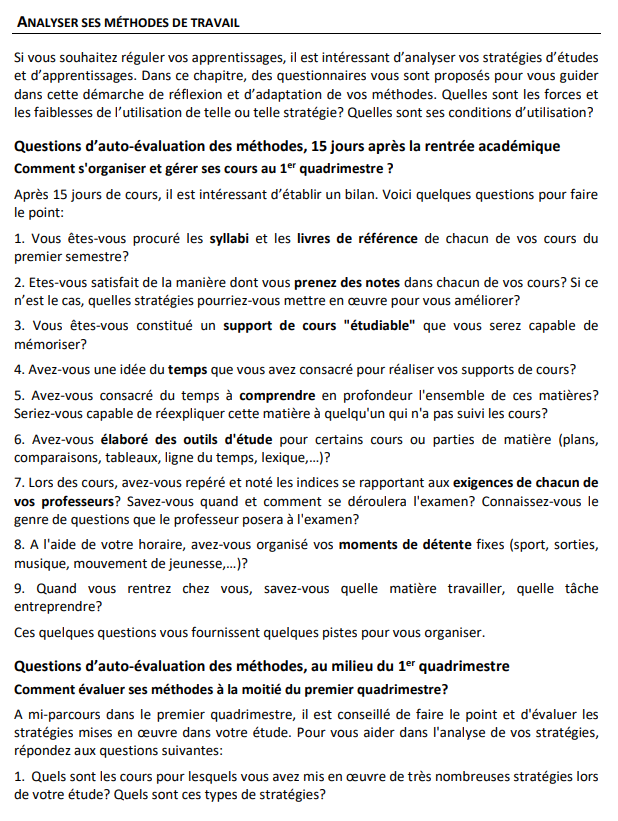 ANALYSER SES MÉTHODES DE TRAVAIL
Si vous souhaitez réguler vos apprentissages, il est intéressant d’analyser vos stratégies d’études
et d’apprentissages. Dans ce chapitre, des questionnaires vous sont proposés pour vous guider
dans cette démarche de réflexion et d’adaptation de vos méthodes. Quelles sont les forces et
les faiblesses de l’utilisation de telle ou telle stratégie? Quelles sont ses conditions d’utilisation?
Questions d’auto-évaluation des méthodes, 15 jours après la rentrée académique
Comment s'organiser et gérer ses cours au 1er quadrimestre ?
Après 15 jours de cours, il est intéressant d’établir un bilan. Voici quelques questions pour faire
le point:
1. Vous êtes-vous procuré les syllabi et les livres de référence de chacun de vos cours du
premier semestre?
2. Etes-vous satisfait de la manière dont vous prenez des notes dans chacun de vos cours? Si ce
n’est le cas, quelles stratégies pourriez-vous mettre en œuvre pour vous améliorer?
3. Vous êtes-vous constitué un support de cours "étudiable" que vous serez capable de
mémoriser?
4. Avez-vous une idée du temps que vous avez consacré pour réaliser vos supports de cours?
5. Avez-vous consacré du temps à comprendre en profondeur l'ensemble de ces matières?
Seriez-vous capable de réexpliquer cette matière à quelqu'un qui n'a pas suivi les cours?
6. Avez-vous élaboré des outils d'étude pour certains cours ou parties de matière (plans,
comparaisons, tableaux, ligne du temps, lexique,…)?
7. Lors des cours, avez-vous repéré et noté les indices se rapportant aux exigences de chacun de
vos professeurs? Savez-vous quand et comment se déroulera l'examen? Connaissez-vous le
genre de questions que le professeur posera à l'examen?
8. A l'aide de votre horaire, avez-vous organisé vos moments de détente fixes (sport, sorties,
musique, mouvement de jeunesse,…)?
9. Quand vous rentrez chez vous, savez-vous quelle matière travailler, quelle tâche
entreprendre?
Ces quelques questions vous fournissent quelques pistes pour vous organiser.
Questions d’auto-évaluation des méthodes, au milieu du 1er quadrimestre
Comment évaluer ses méthodes à la moitié du premier quadrimestre?
A mi-parcours dans le premier quadrimestre, il est conseillé de faire le point et d'évaluer les
stratégies mises en œuvre dans votre étude. Pour vous aider dans l'analyse de vos stratégies,
répondez aux questions suivantes:
1. Quels sont les cours pour lesquels vous avez mis en œuvre de très nombreuses stratégies lors
de votre étude? Quels sont ces types de stratégies?